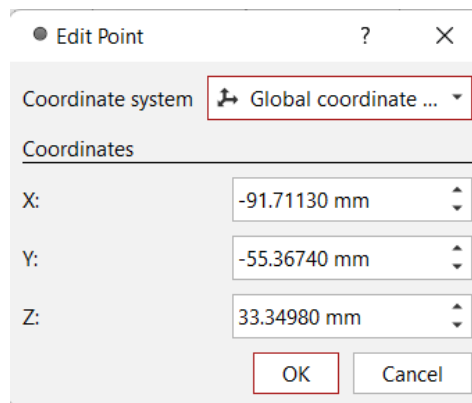 Edit Point ?
Coordinate system Global coordinate ...
Coordinates
X: -91.71130 mm
Y: -55.36740 mm
Z: 33.34980 mm
OK Cancel